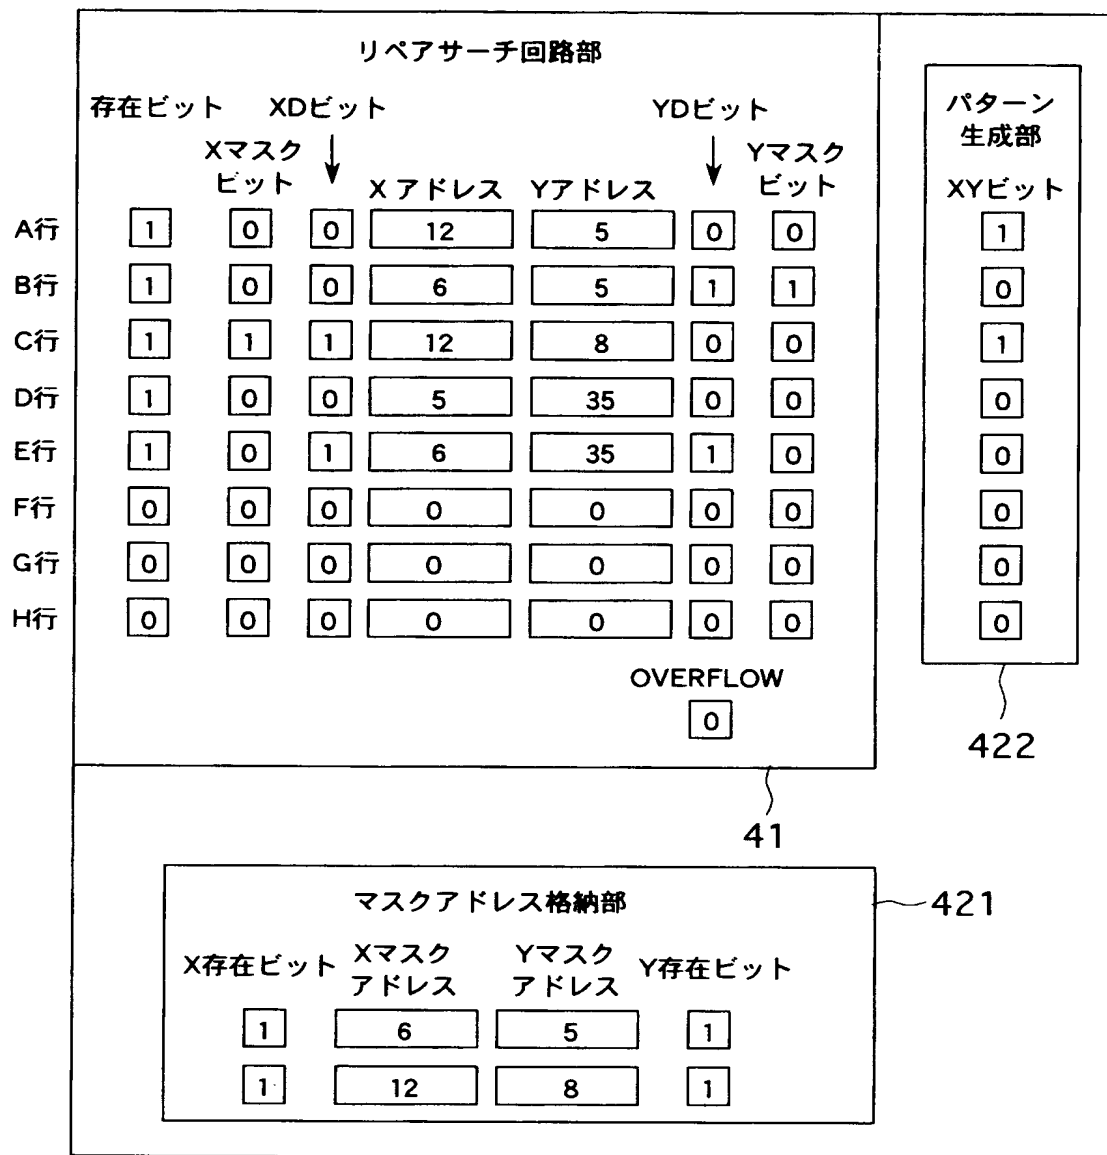 リペアサーチ回路部
存在ビット XDビット YDビット
Xマスク
ビット
Xアドレス Yアドレス
Yマスク
ビット
A行 1 0 0 12 5 0 0
B行 1 0 0 6 5 1 1
C行 1 1 1 12 8 0 0
D行 1 0 0 5 35 0 0
E行 1 0 1 6 35 1 0
F行 0 0 0 0 0 0 0
G行 0 0 0 0 0 0 0
H行 0 0 0 0 0 0 0
OVERFLOW
0
41
パターン
生成部
XYビット
1
0
1
0
0
0
0
0
422
マスクアドレス格納部
421
X存在ビット Xマスク
アドレス
Yマスク
アドレス
Y存在ビット
1 6 5 1
1 12 8 1